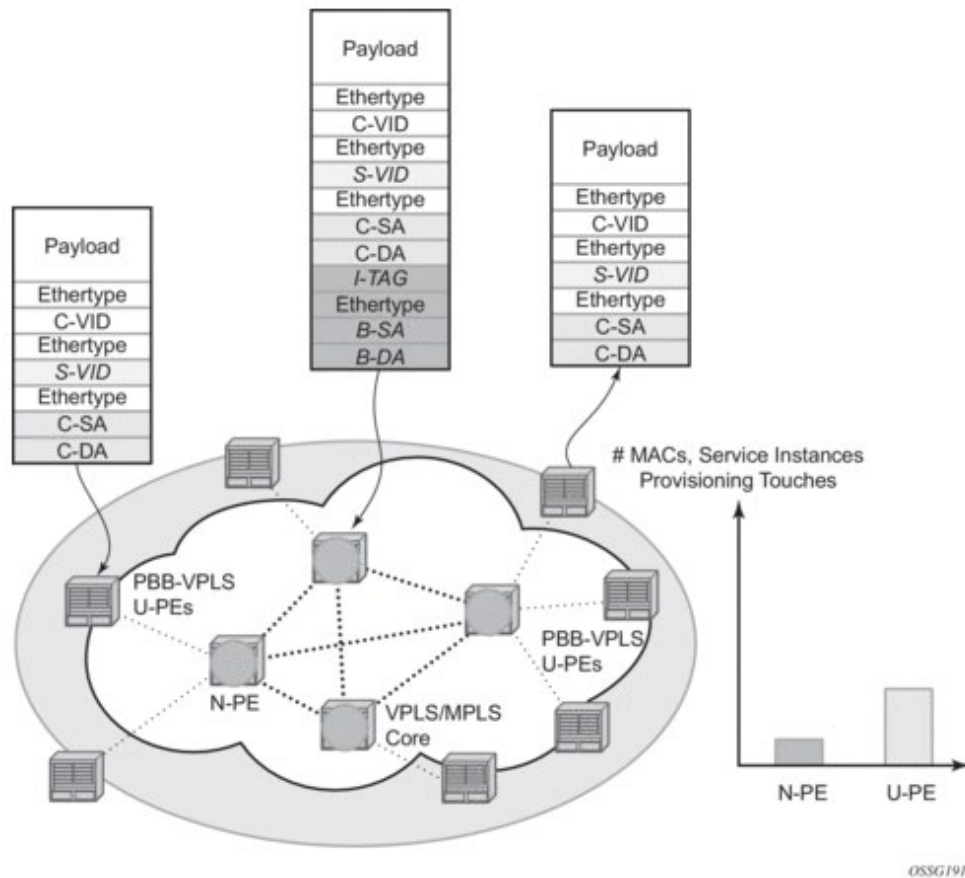 Payload
Ethertype
C-VID
Ethertype
S-VID
Ethertype
C-SA
C-DA
Payload
Ethertype
C-VID
Ethertype
S-VID
Ethertype
C-SA
C-DA
I-TAG
Ethertype
B-SA
B-DA
Payload
Ethertype
C-VID
Ethertype
S-VID
Ethertype
C-SA
C-DA
# MACs, Service Instances
Provisioning Touches
PBB-VPLS
U-PEs
N-PE
VPLS/MPLS
Core
PBB-VPLS
U-PEs
N-PE
U-PE
OSSG191